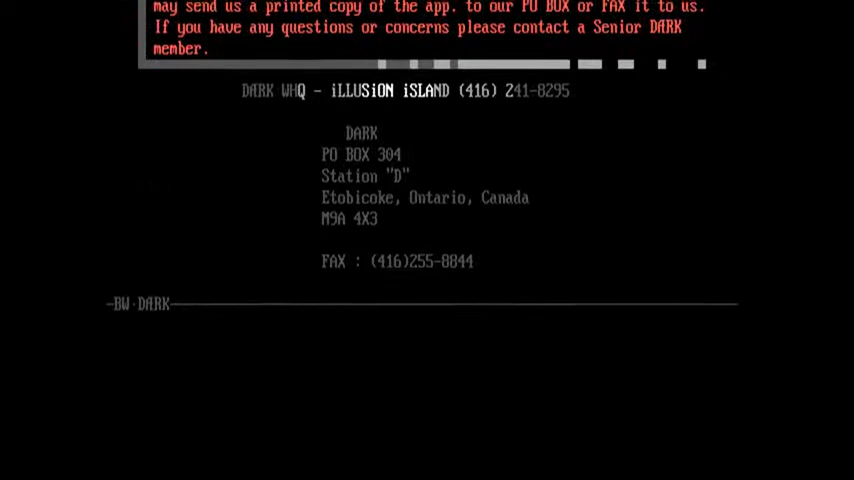 may send us a printed copy of the app. to our PO BOX or FAX it to us.
If you have any questions or concerns please contact a Senior DARK
member.
DARK WHQ - iLLUSiON iSLAND (416) 241-8295
DARK
PO BOX 304
Station "D"
Etobicoke, Ontario, Canada
M9A 4X3
FAX : (416)255-8844
-BW·DARK-